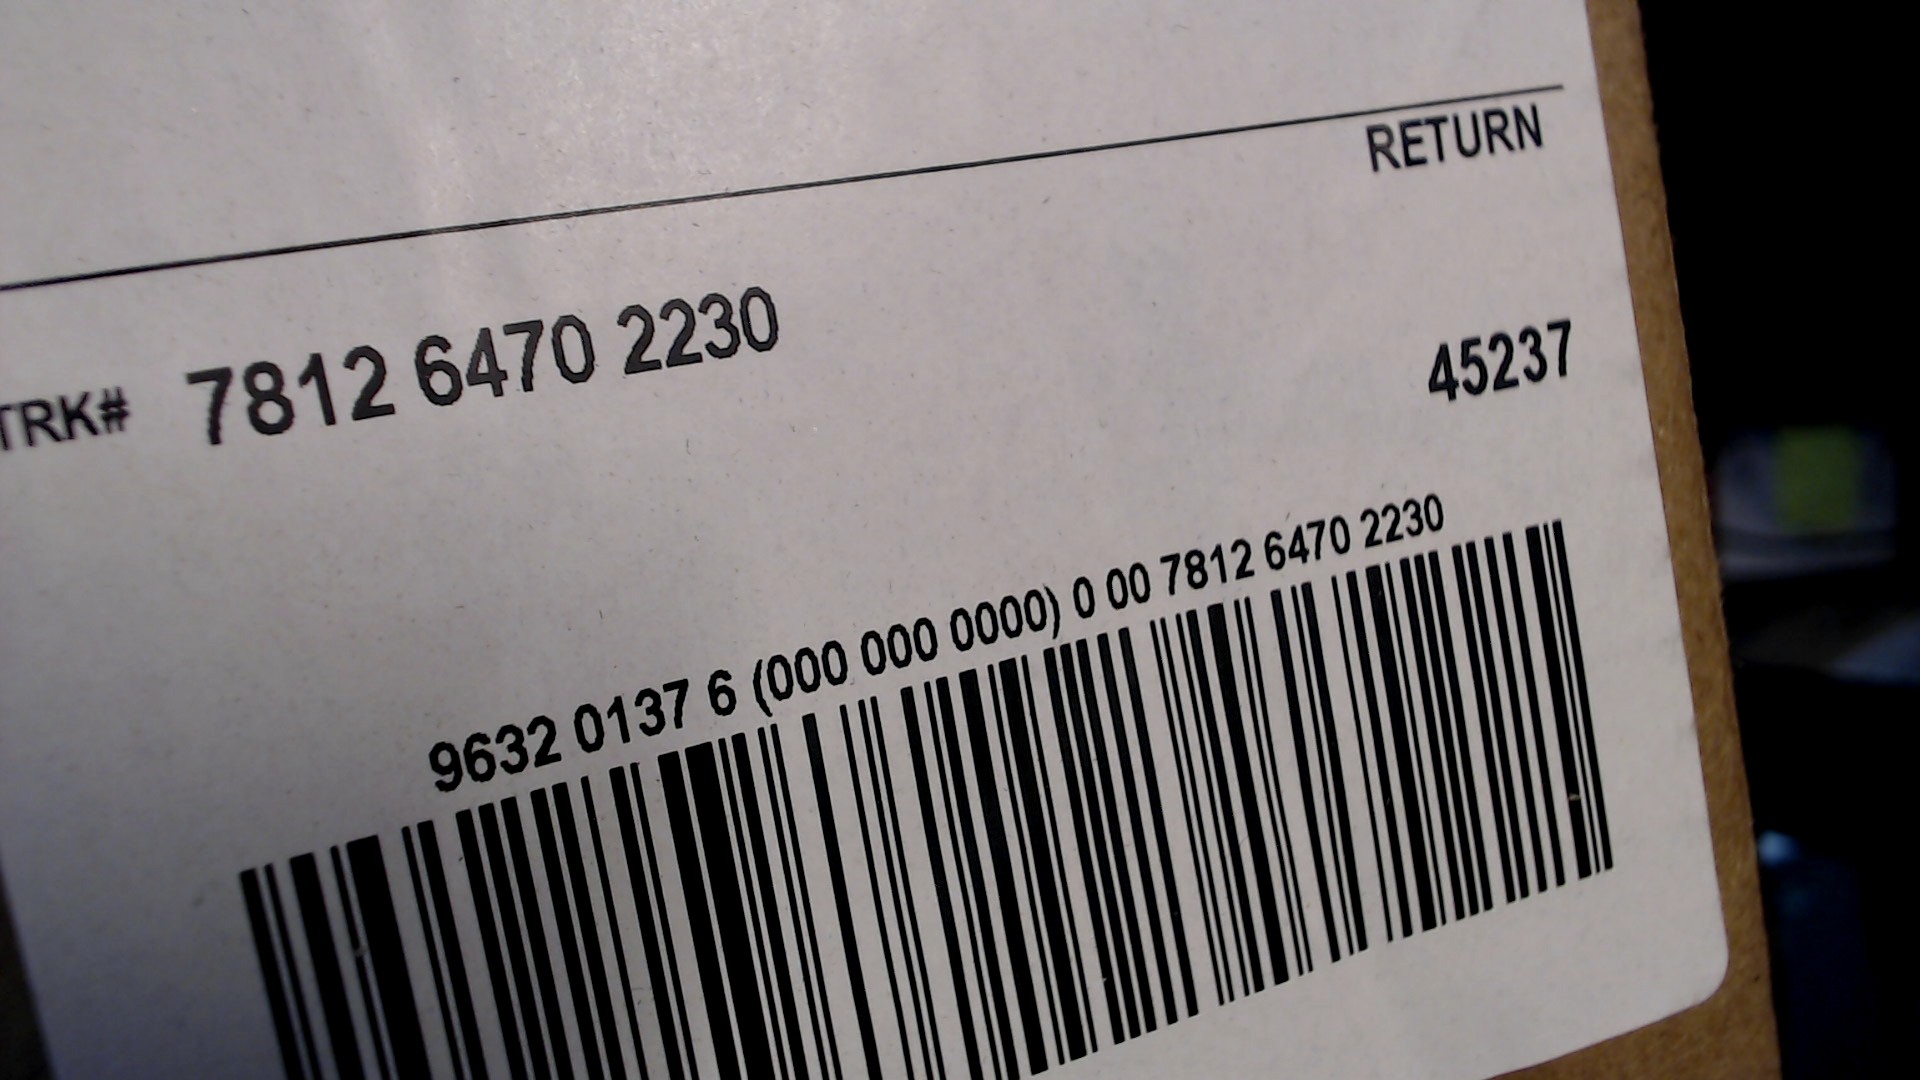 RETURN
TRK# 7812 6470 2230
45237
9632 0137 6 (000 000 0000) 0 00 7812 6470 2230